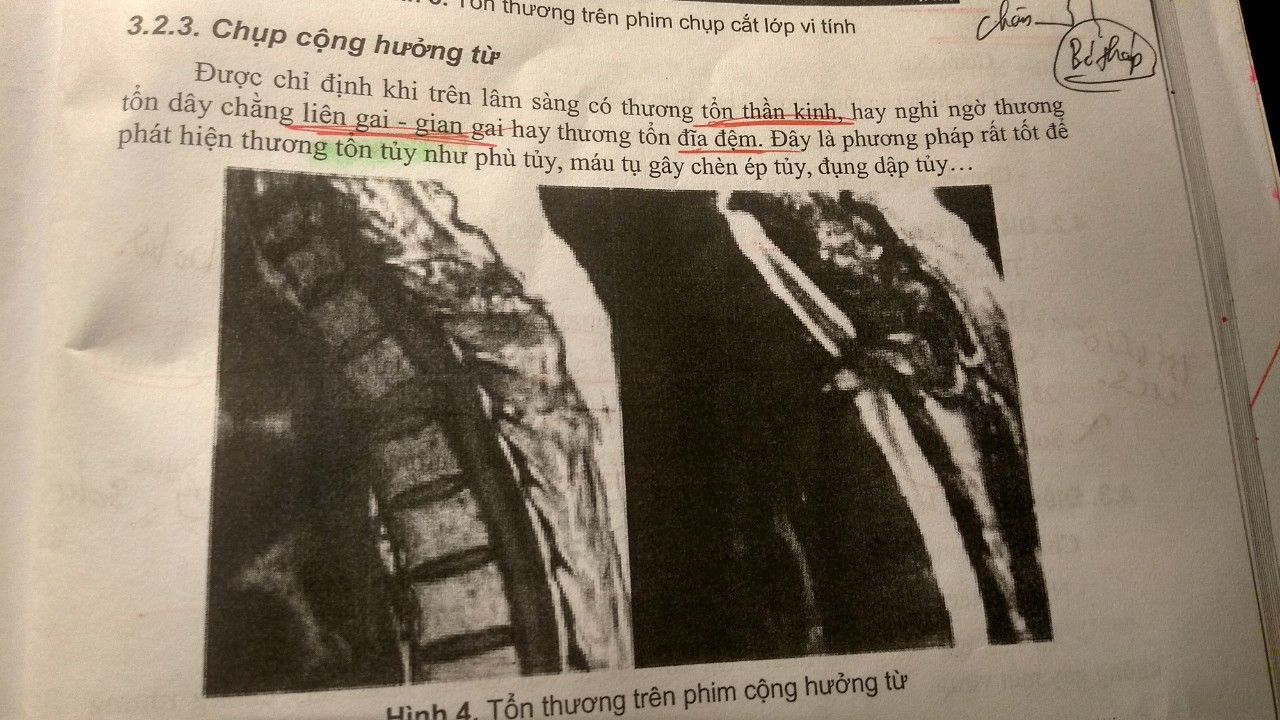 Tổn thương trên phim chụp cắt lớp vi tính
3.2.3. Chụp cộng hưởng từ
Được chỉ định khi trên lâm sàng có thương tổn thần kinh, hay nghi ngờ thương
tổn dây chằng liên gai - gian gai hay thương tổn đĩa đệm. Đây là phương pháp rất tốt để
phát hiện thương tổn tủy như phù tủy, máu tụ gây chèn ép tủy, đụng dập tủy…
Hình 4. Tổn thương trên phim cộng hưởng từ